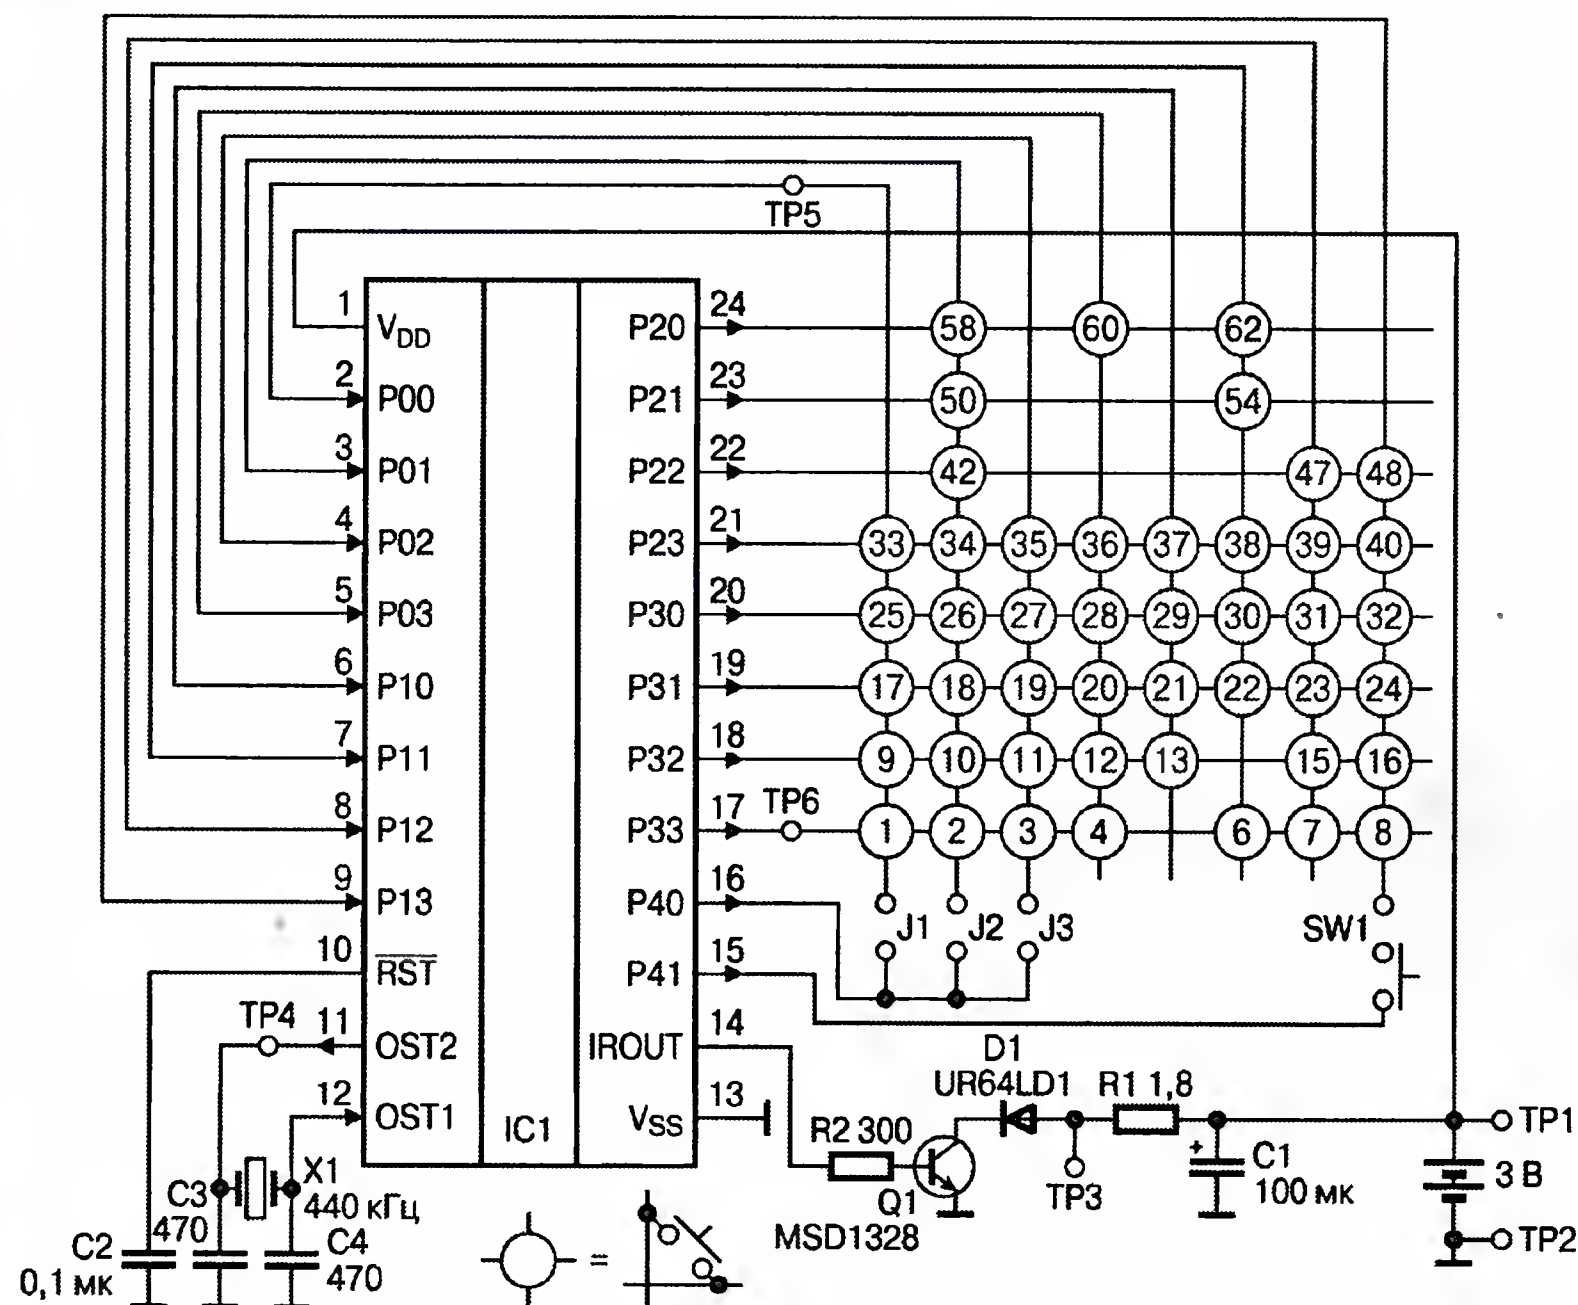 TP5
1 VDD P20 24 58 60 62
2 P00 P21 23 50 54
3 P01 P22 22 42 47 48
4 P02 P23 21 33 34 35 36 37 38 39 40
5 P03 P30 20 25 26 27 28 29 30 31 32
6 P10 P31 19 17 18 19 20 21 22 23 24
7 P11 P32 18 9 10 11 12 13 15 16
8 P12 P33 17 TP6 1 2 3 4 6 7 8
9 P13 P40 16 J1 J2 J3 SW1
10 RST P41 15
TP4 11 OST2 IROUT 14
12 OST1 IC1 VSS 13
D1
UR64LD1 R1 1,8
TP1
R2 300
Q1
MSD1328
TP3
+ C1
100 мк
3 В
TP2
X1
440 кГц
C3
470
C2
0,1 мк
C4
470
=